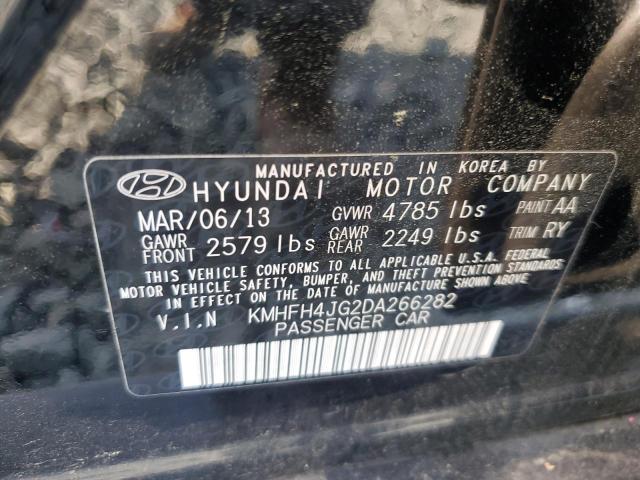 MANUFACTURED IN KOREA BY
HYUNDAI MOTOR COMPANY
MAR/06/13 GVWR 4785 lbs PAINT AA
GAWR FRONT 2579 lbs GAWR REAR 2249 lbs TRIM RY
THIS VEHICLE CONFORMS TO ALL APPLICABLE U.S.A. FEDERAL
MOTOR VEHICLE SAFETY, BUMPER, AND THEFT PREVENTION
STANDARDS IN EFFECT ON THE DATE OF MANUFACTURE
SHOWN ABOVE.
V.I.N KMHFH4JG2DA266282
PASSENGER CAR